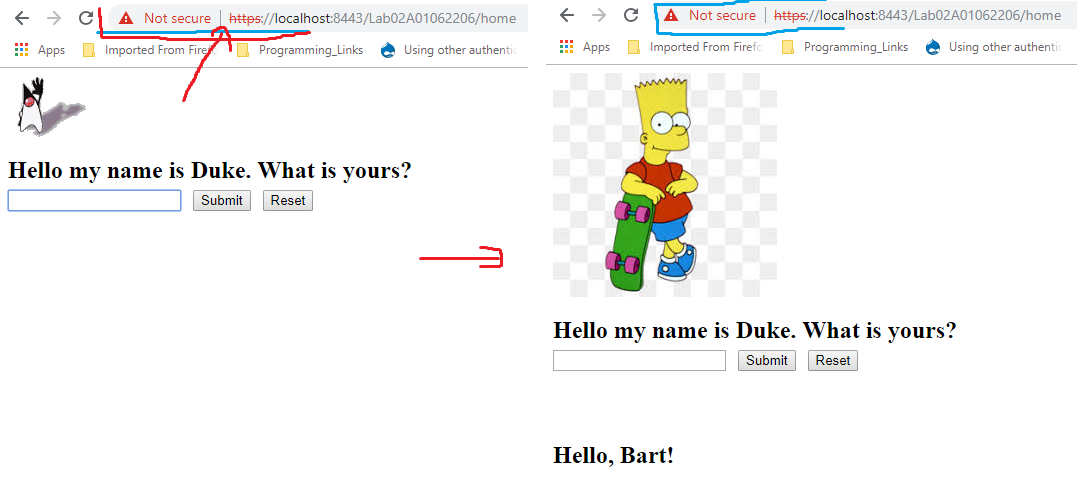 Not secure https://localhost:8443/Lab02A01062206/home
Apps Imported From Firef Programming_Links Using other authentic
Hello my name is Duke. What is yours?
Submit Reset
Not secure https://localhost:8443/Lab02A01062206/home
Apps Imported From Firefo Programming_Links Using other authentic
Hello my name is Duke. What is yours?
Submit Reset
Hello, Bart!